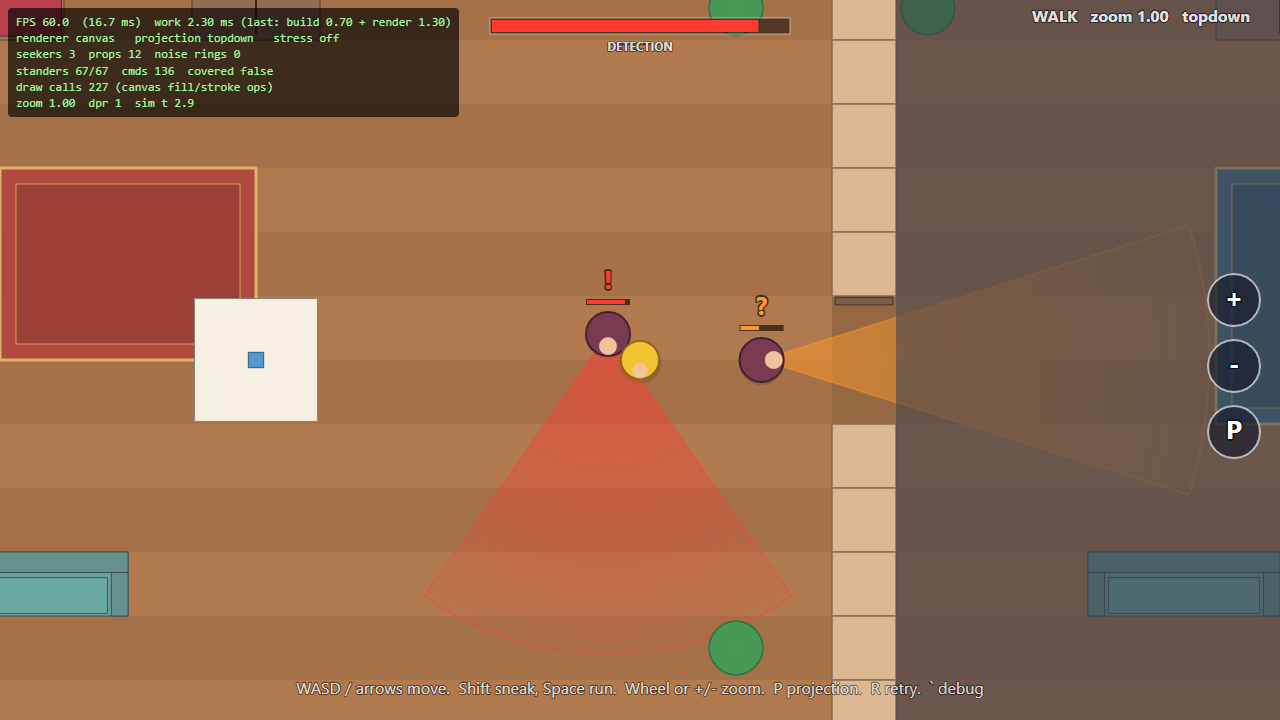 FPS 60.0 (16.7 ms) work 2.30 ms (last: build 0.70 + render 1.30)
renderer canvas projection topdown stress off
seekers 3 props 12 noise rings 0
standers 67/67 cmds 136 covered false
draw calls 227 (canvas fill/stroke ops)
zoom 1.00 dpr 1 sim t 2.9
DETECTION
WALK zoom 1.00 topdown
!
?
+
-
P
WASD / arrows move. Shift sneak, Space run. Wheel or +/- zoom. P projection. R retry. ` debug